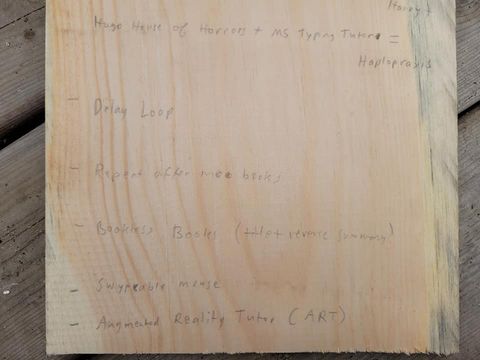 Harry +
Hugo House of Horrors + MS Typing Tutor =
Haplopraxis
- Delay Loop
- Repeat after me books
- Bookless Books (reverse summary)
- Swypeable mouse
- Augmented Reality Tutor (ART)